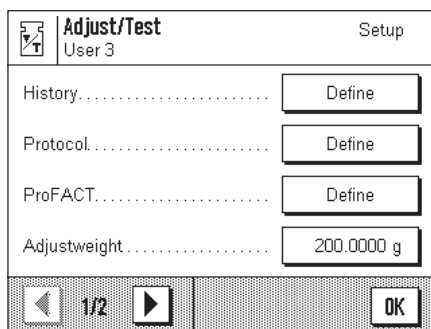 Adjust/Test Setup
User 3
History........................ Define
Protocol....................... Define
ProFACT........................ Define
Adjustweight.................. 200.0000 g
1/2 OK